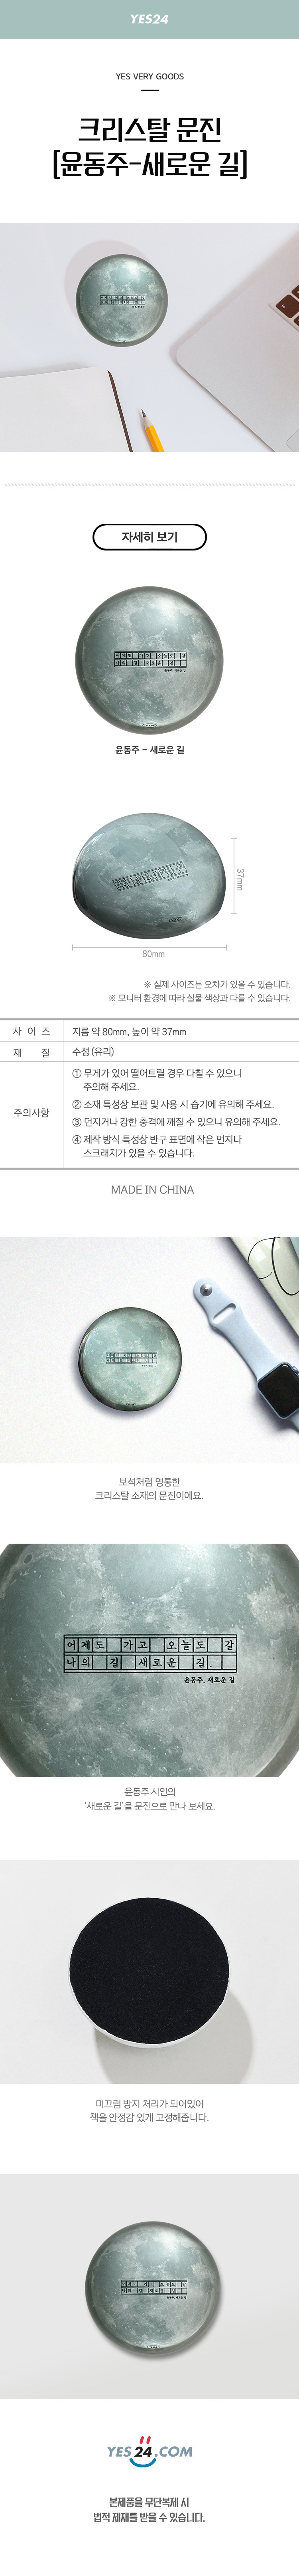 YES24
YES VERY GOODS
크리스탈 문진
[윤동주-새로운 길]
자세히 보기
윤동주 - 새로운 길
37mm
80mm
※ 실제 사이즈는 오차가 있을 수 있습니다.
※ 모니터 환경에 따라 실물 색상과 다를 수 있습니다.
사 이 즈 지름 약 80mm, 높이 약 37mm
재 질 수정 (유리)
주의사항
① 무게가 있어 떨어트릴 경우 다칠 수 있으니
주의해 주세요.
② 소재 특성상 보관 및 사용 시 습기에 유의해 주세요.
③ 던지거나 강한 충격에 깨질 수 있으니 유의해 주세요.
④ 제작 방식 특성상 반구 표면에 작은 먼지나
스크래치가 있을 수 있습니다.
MADE IN CHINA
보석처럼 영롱한
크리스탈 소재의 문진이에요.
어제도 가고 오늘도 갈
나의 길 새로운 길.
윤동주, 새로운 길
윤동주 시인의
'새로운 길'을 문진으로 만나 보세요.
미끄럼 방지 처리가 되어있어
책을 안정감 있게 고정해줍니다.
YES24.COM
본제품을 무단복제 시
법적 제재를 받을 수 있습니다.